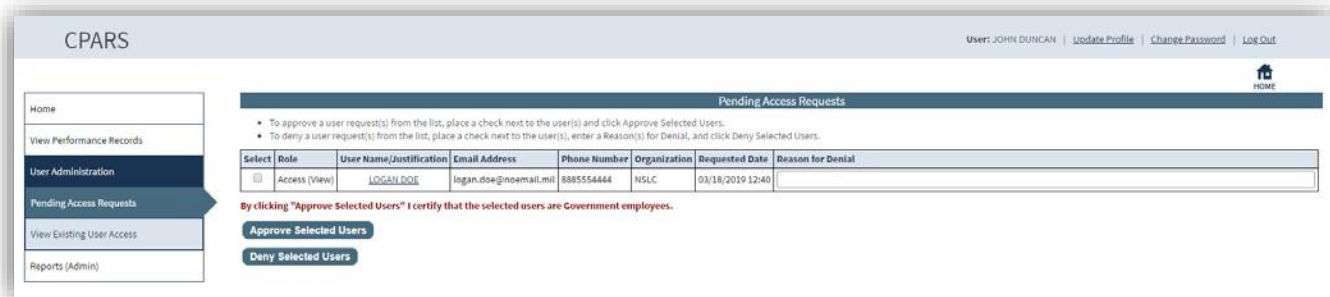 CPARS
User: JOHN DUNCAN | Update Profile | Change Password | Log Out
HOME
Home
View Performance Records
User Administration
Pending Access Requests
View Existing User Access
Reports (Admin)
Pending Access Requests
• To approve a user request(s) from the list, place a check next to the user(s) and click Approve Selected Users.
• To deny a user request(s) from the list, place a check next to the user(s), enter a Reason(s) for Denial, and click Deny Selected Users.
Select Role User Name/Justification Email Address Phone Number Organization Requested Date Reason for Denial
Access (View) LOGAN DOE logan.doe@noemail.mil 8885554444 NSLC 03/18/2019 12:40
By clicking "Approve Selected Users" I certify that the selected users are Government employees.
Approve Selected Users
Deny Selected Users